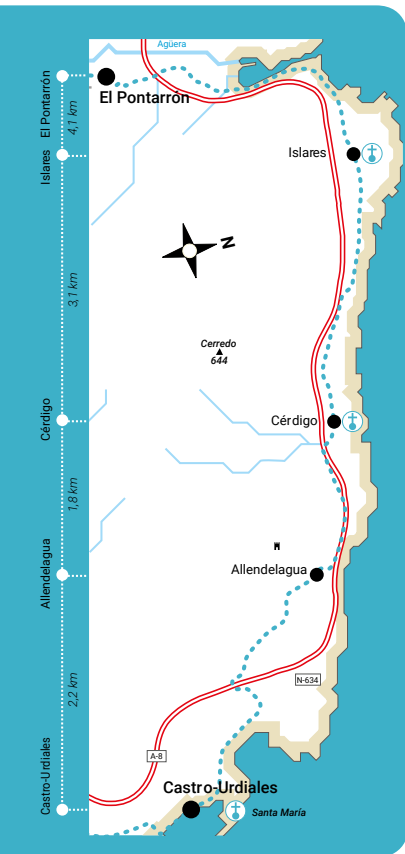 Agüera
El Pontarrón
Islares
N
Cerredo
644
Cérdigo
Allendelagua
N-634
A-8
Castro-Urdiales
Santa María
El Pontarrón
4,1 km
Islares
3,1 km
Cérdigo
1,8 km
Allendelagua
2,2 km
Castro-Urdiales